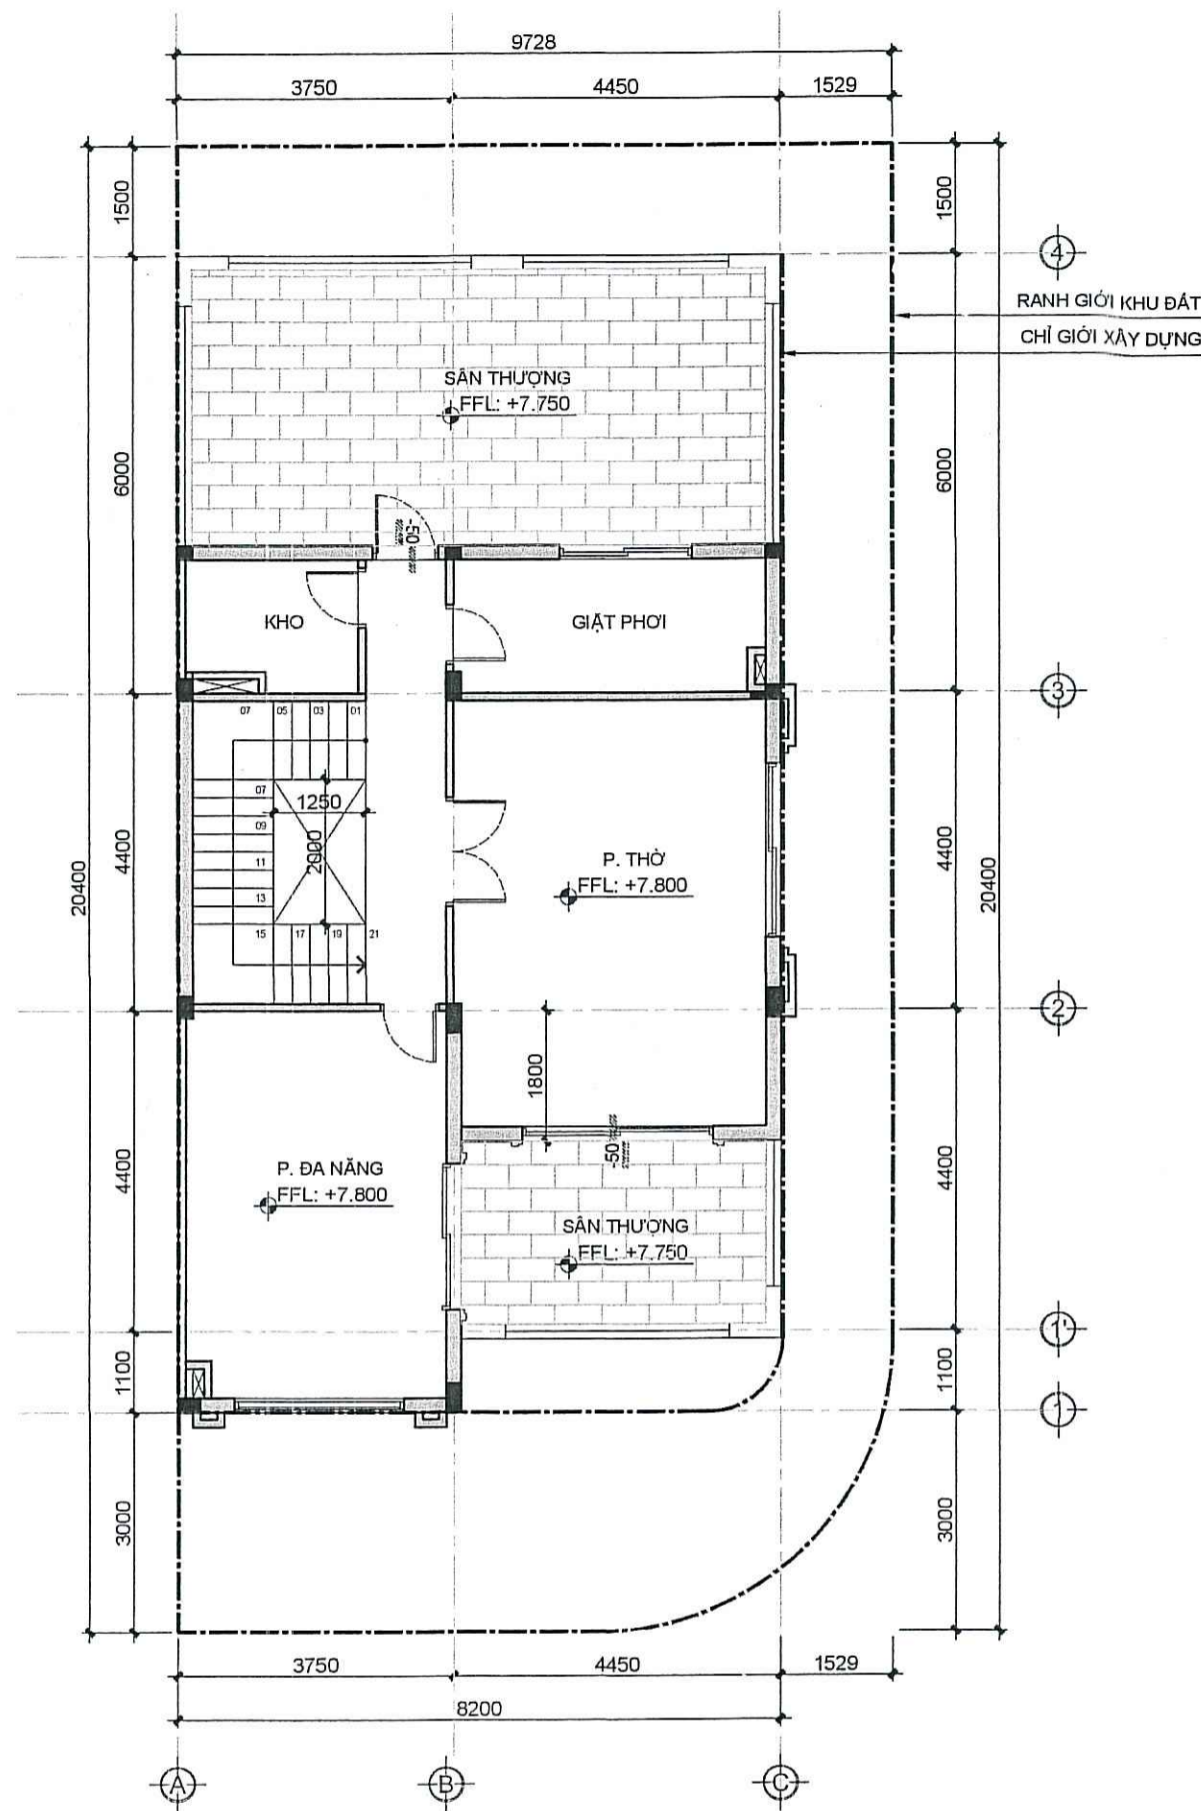 9728
3750
4450
1529
1500
1500
4
RANH GIỚI KHU ĐẤT
CHỈ GIỚI XÂY DỰNG
SÂN THƯỢNG
FFL: +7.750
6000
6000
-50
KHO
GIẶT PHƠI
3
07
05
03
01
07
1250
09
2000
11
13
15
17
19
21
4400
4400
20400
20400
P. THỜ
FFL: +7.800
2
1800
-50
P. ĐA NĂNG
FFL: +7.800
4400
4400
SÂN THƯỢNG
FFL: +7.750
1'
1100
1100
1
3000
3000
3750
4450
1529
8200
A
B
C